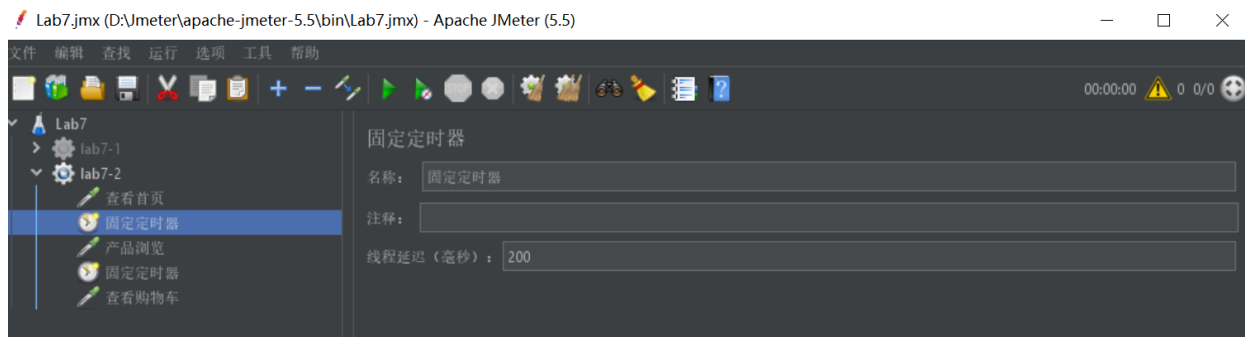 Lab7.jmx (D:\Jmeter\apache-jmeter-5.5\bin\Lab7.jmx) - Apache JMeter (5.5)
文件 编辑 查找 运行 选项 工具 帮助
STOP 00:00:00 0 0/0
Lab7
lab7-1
lab7-2
查看首页
固定定时器
产品浏览
固定定时器
查看购物车
固定定时器
名称： 固定定时器
注释：
线程延迟（毫秒）： 200